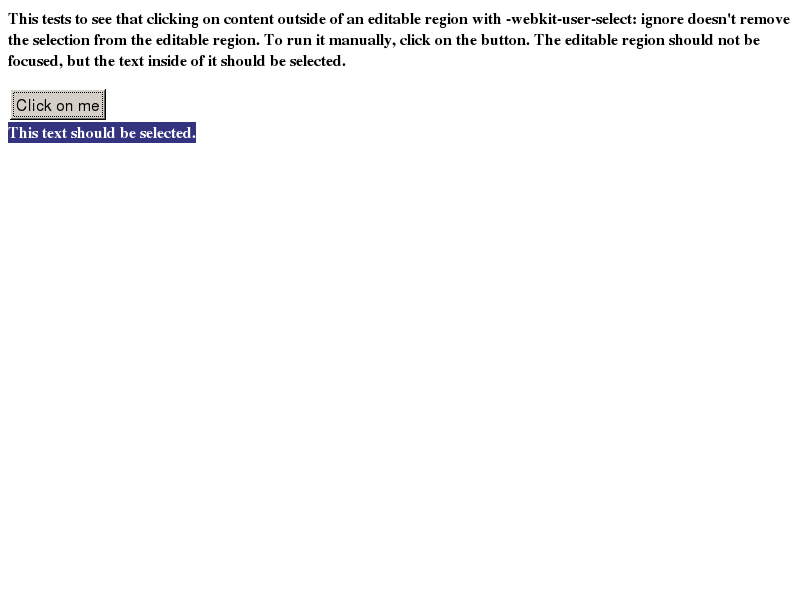 This tests to see that clicking on content outside of an editable region with -webkit-user-select: ignore doesn't remove
the selection from the editable region. To run it manually, click on the button. The editable region should not be
focused, but the text inside of it should be selected.
Click on me
This text should be selected.